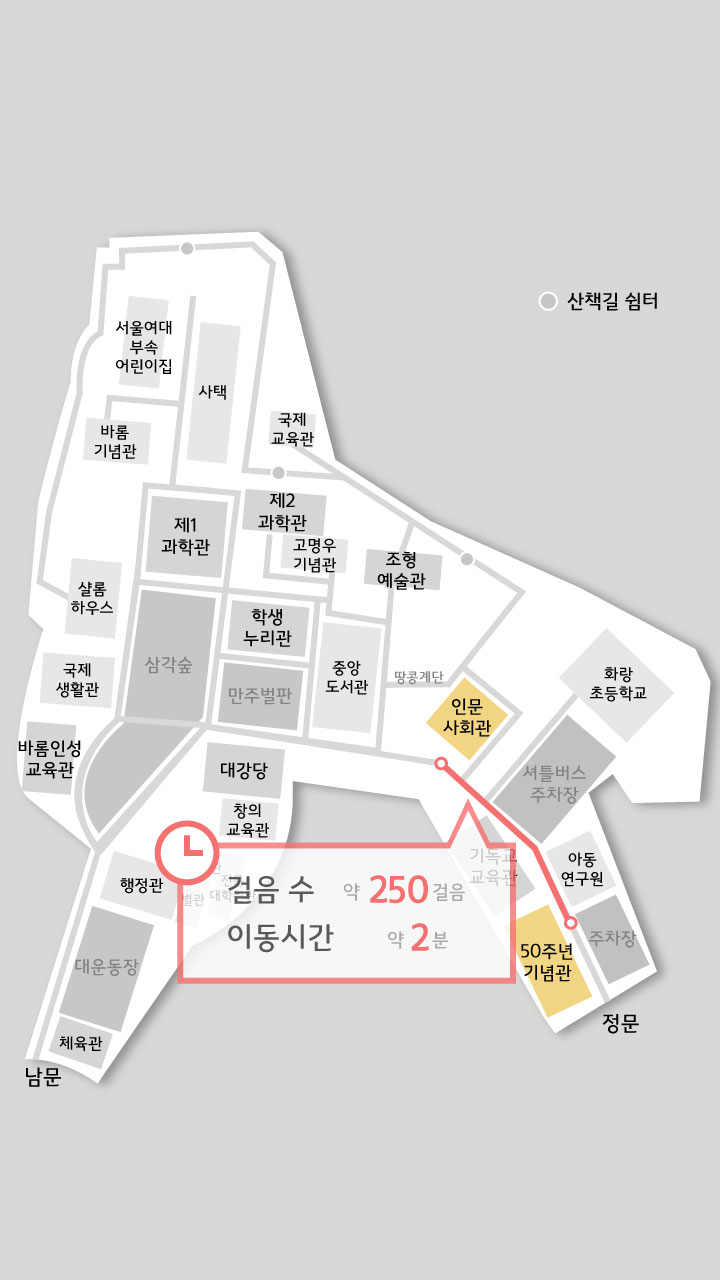 산책길 쉼터
서울여대
부속
어린이집
사택
바롬
기념관
국제
교육관
제1
과학관
제2
과학관
고명우
기념관
조형
예술관
샬롬
하우스
학생
누리관
삼각숲
중앙
도서관
땅콩계단
국제
생활관
만주벌판
인문
사회관
화랑
초등학교
바롬인성
교육관
대강당
셔틀버스
주차장
창의
교육관
기독교
교육관
아동
연구원
행정관
벌관
대학
걸음 수 약 250 걸음
이동시간 약 2 분
50주년
기념관
주차장
대운동장
정문
체육관
남문